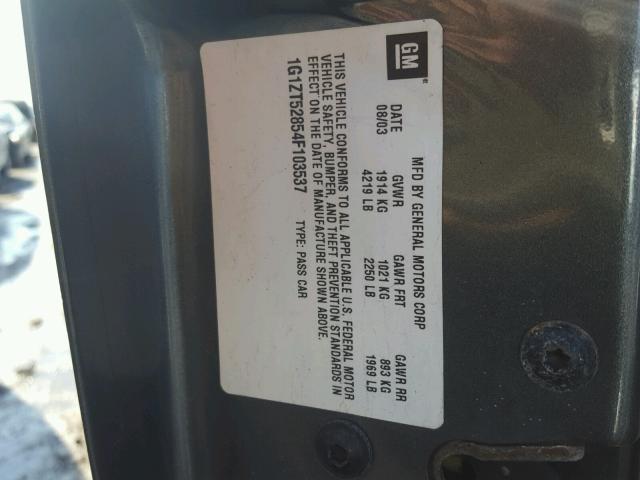 GM
MFD BY GENERAL MOTORS CORP
DATE GVWR GAWR FRT GAWR RR
08/03 1914 KG 1021 KG 893 KG
4219 LB 2250 LB 1969 LB
THIS VEHICLE CONFORMS TO ALL APPLICABLE U.S. FEDERAL MOTOR
VEHICLE SAFETY, BUMPER, AND THEFT PREVENTION STANDARDS IN
EFFECT ON THE DATE OF MANUFACTURE SHOWN ABOVE.
1G1ZT52854F103537 TYPE: PASS CAR